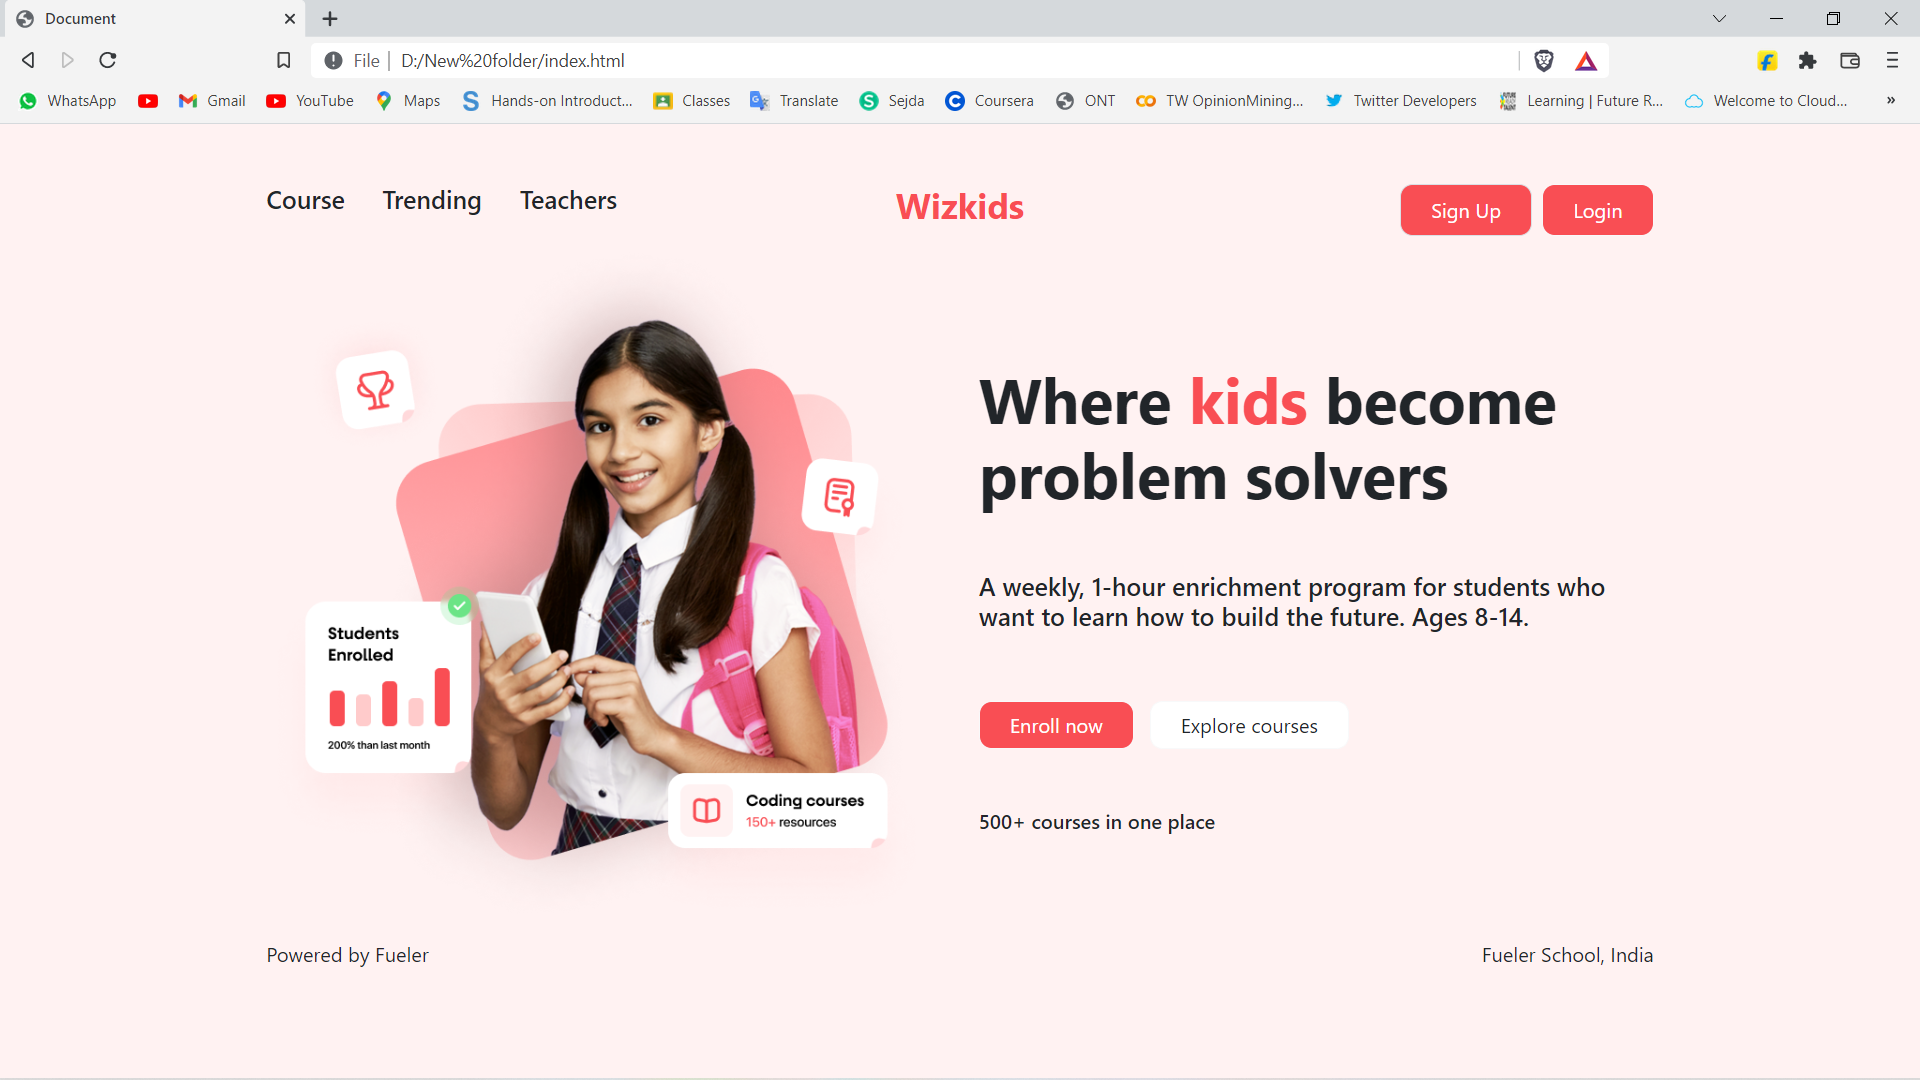 Document
File
D:/New%20folder/index.html
WhatsApp
Gmail
YouTube
Maps
Hands-on Introduct...
Classes
Translate
Sejda
Coursera
ONT
TW OpinionMining...
Twitter Developers
Learning | Future R...
Welcome to Cloud...
»
Course
Trending
Teachers
Wizkids
Sign Up
Login
Where kids become
problem solvers
A weekly, 1-hour enrichment program for students who
want to learn how to build the future. Ages 8-14.
Students
Enrolled
200% than last month
Enroll now
Explore courses
Coding courses
150+ resources
500+ courses in one place
Powered by Fueler
Fueler School, India